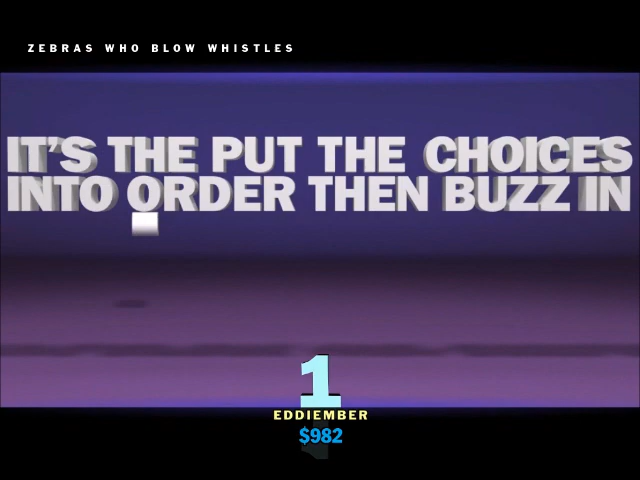 ZEBRAS WHO BLOW WHISTLES
IT'S THE PUT THE CHOICES
INTO ORDER THEN BUZZ IN
1
EDDIEMBER
$982